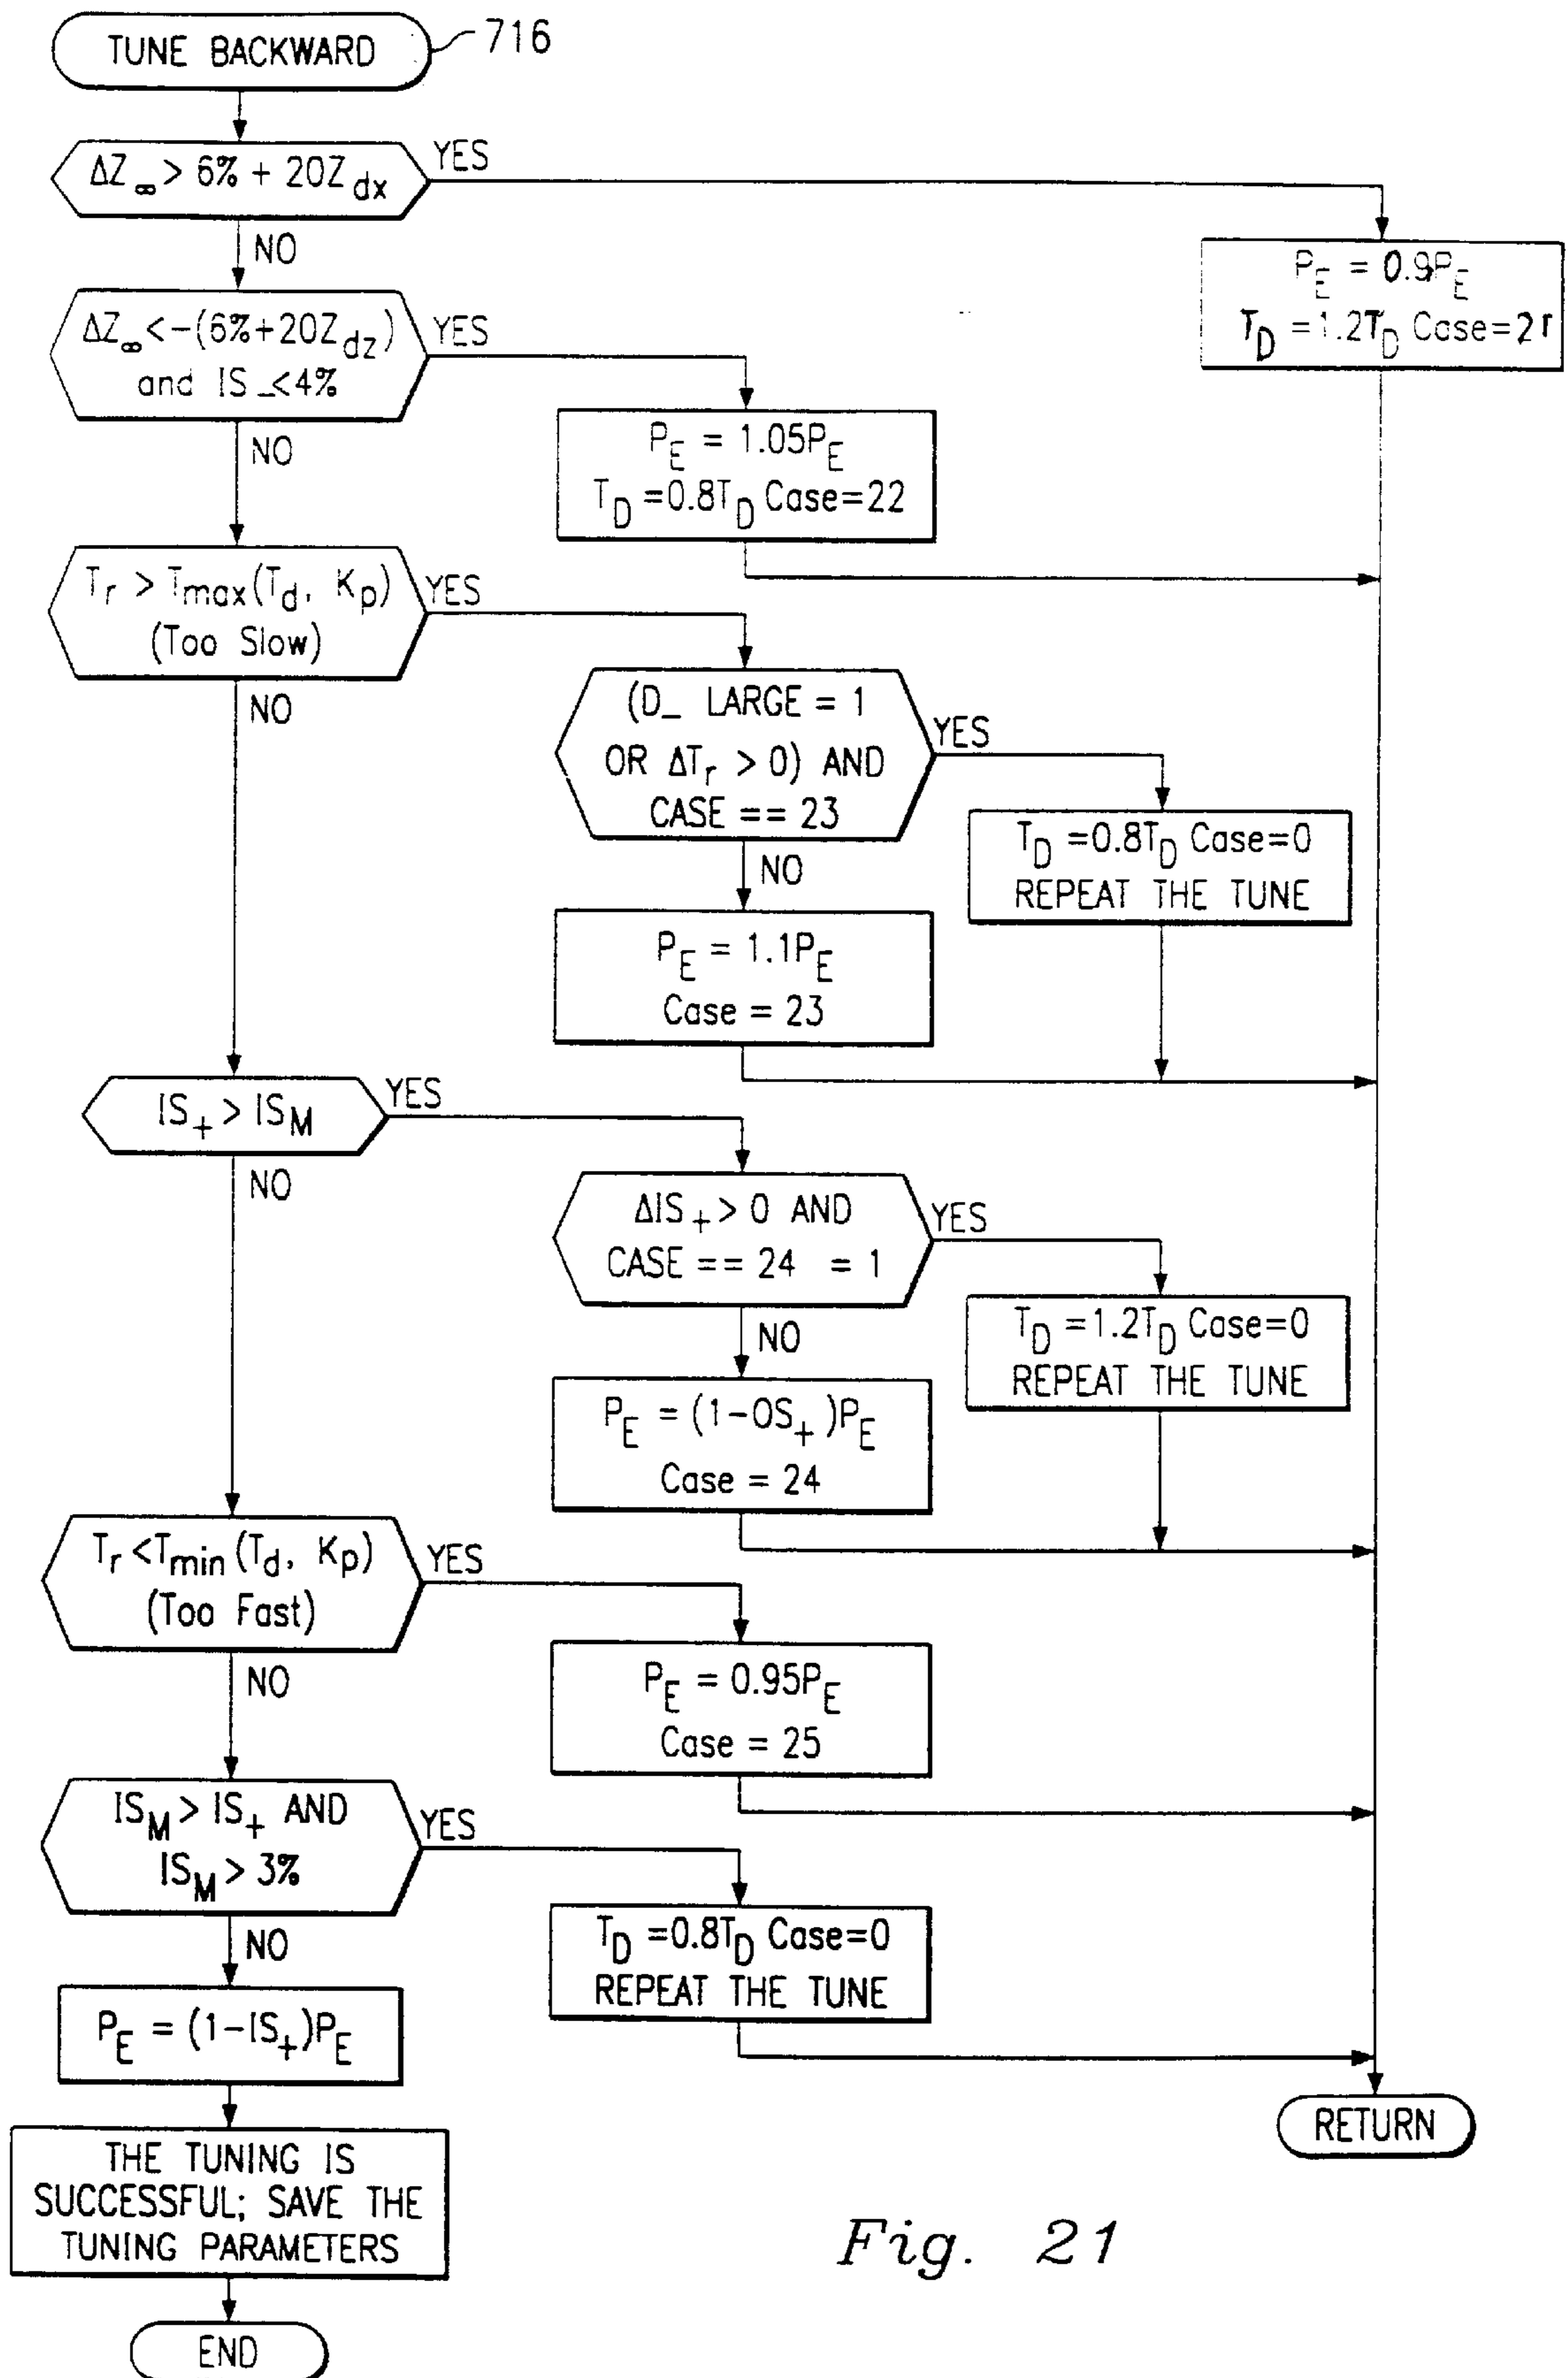 TUNE BACKWARD
716
ΔZ∞ > 6% + 20Zdx
YES
NO
PE = 0.9PE
TD =1.2TD Case=2r
ΔZ∞<-(6%+20Zdz)
and IS_<4%
YES
NO
PE = 1.05PE
TD =0.8TD Case=22
Tr > Tmax(Td, Kp)
(Too Slow)
YES
NO
(D_ LARGE = 1
OR ΔTr > 0) AND
CASE == 23
YES
NO
TD =0.8TD Case=0
REPEAT THE TUNE
PE = 1.1PE
Case = 23
IS+ > ISM
YES
NO
ΔIS+ > 0 AND
CASE == 24 = 1
YES
NO
TD =1.2TD Case=0
REPEAT THE TUNE
PE = (1-OS+)PE
Case = 24
Tr <Tmin(Td, Kp)
(Too Fast)
YES
NO
PE = 0.95PE
Case = 25
ISM > IS+ AND
ISM > 3%
YES
NO
TD =0.8TD Case=0
REPEAT THE TUNE
PE = (1-IS+)PE
THE TUNING IS
SUCCESSFUL; SAVE THE
TUNING PARAMETERS
END
RETURN
Fig. 21